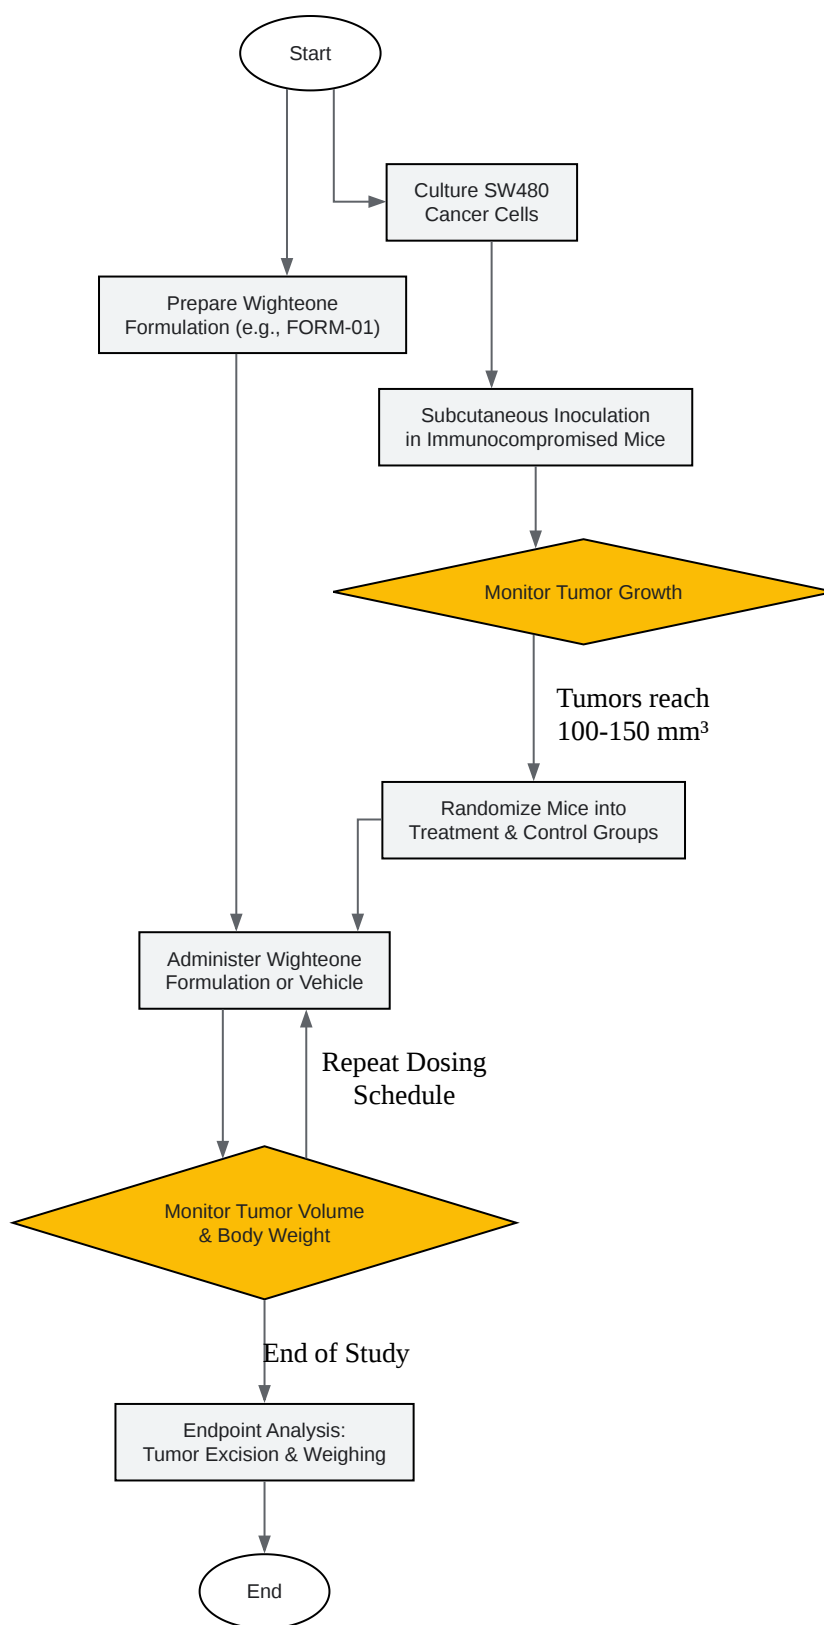 Start
Culture SW480
Cancer Cells
Prepare Wighteone
Formulation (e.g., FORM-01)
Subcutaneous Inoculation
in Immunocompromised Mice
Monitor Tumor Growth
Tumors reach
100-150 mm³
Randomize Mice into
Treatment & Control Groups
Administer Wighteone
Formulation or Vehicle
Repeat Dosing
Schedule
Monitor Tumor Volume
& Body Weight
End of Study
Endpoint Analysis:
Tumor Excision & Weighing
End